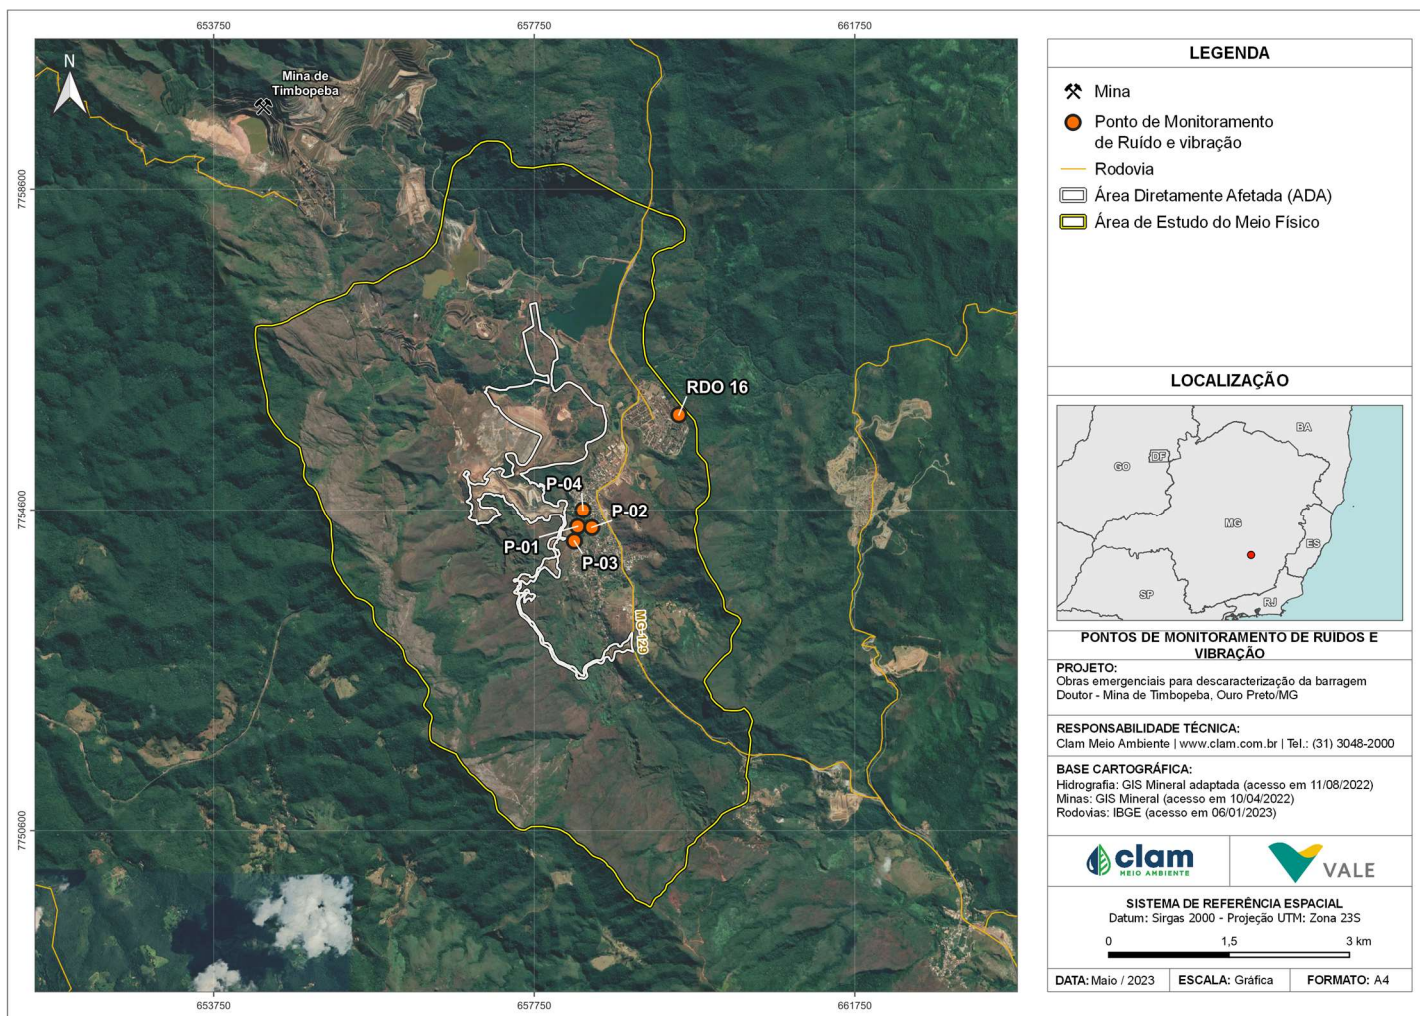 653750
657750
661750
7758600
7754600
7750600
N
Mina de
Timbopeba
RDO 16
P-04
P-02
P-01
P-03
MG-129
653750
657750
661750
LEGENDA
Mina
Ponto de Monitoramento
de Ruído e vibração
Rodovia
Área Diretamente Afetada (ADA)
Área de Estudo do Meio Físico
LOCALIZAÇÃO
BA
GO
DF
MG
ES
SP
RJ
PONTOS DE MONITORAMENTO DE RUÍDOS E
VIBRAÇÃO
PROJETO:
Obras emergenciais para descaracterização da barragem
Doutor - Mina de Timbopeba, Ouro Preto/MG
RESPONSABILIDADE TÉCNICA:
Clam Meio Ambiente | www.clam.com.br | Tel.: (31) 3048-2000
BASE CARTOGRÁFICA:
Hidrografia: GIS Mineral adaptada (acesso em 11/08/2022)
Minas: GIS Mineral (acesso em 10/04/2022)
Rodovias: IBGE (acesso em 06/01/2023)
clam
MEIO AMBIENTE
VALE
SISTEMA DE REFERÊNCIA ESPACIAL
Datum: Sirgas 2000 - Projeção UTM: Zona 23S
0 1,5 3 km
DATA: Maio / 2023 ESCALA: Gráfica FORMATO: A4